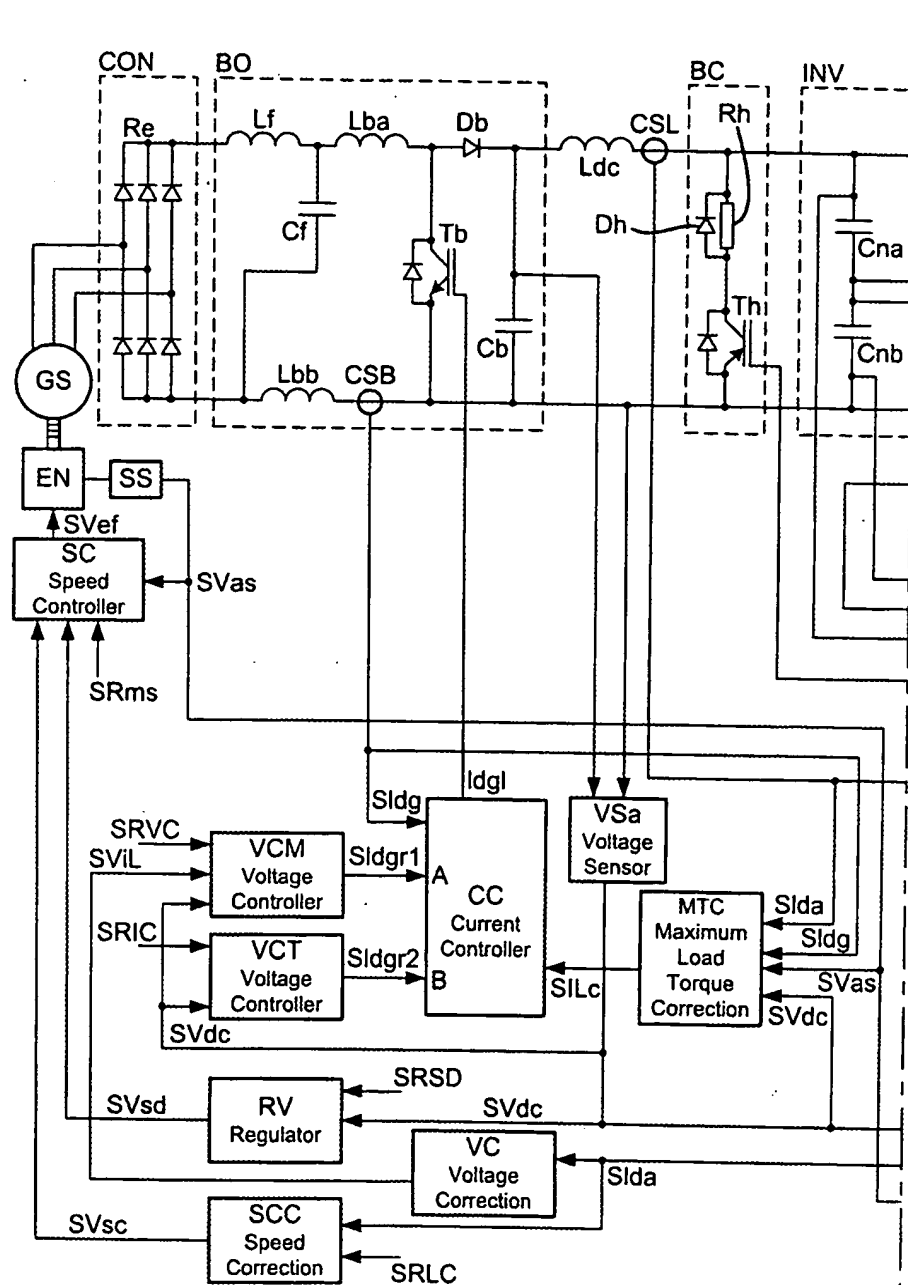 CON
BO
BC
INV
Re
Lf
Lba
Db
CSL
Rh
Ldc
Cf
Tb
Dh
Cna
Th
Cb
Cnb
GS
Lbb
CSB
EN
SS
SVef
SC
Speed
Controller
SVas
SRms
SIdg
Idgl
VSa
Voltage
Sensor
SRVC
SViL
VCM
Voltage
Controller
SIdgr1
A
CC
Current
Controller
SRIC
VCT
Voltage
Controller
SIdgr2
B
SVdc
SILc
MTC
Maximum
Load
Torque
Correction
SIda
SIdg
SVas
SVdc
SRSD
SVsd
RV
Regulator
SVdc
VC
Voltage
Correction
SIda
SVsc
SCC
Speed
Correction
SRLC